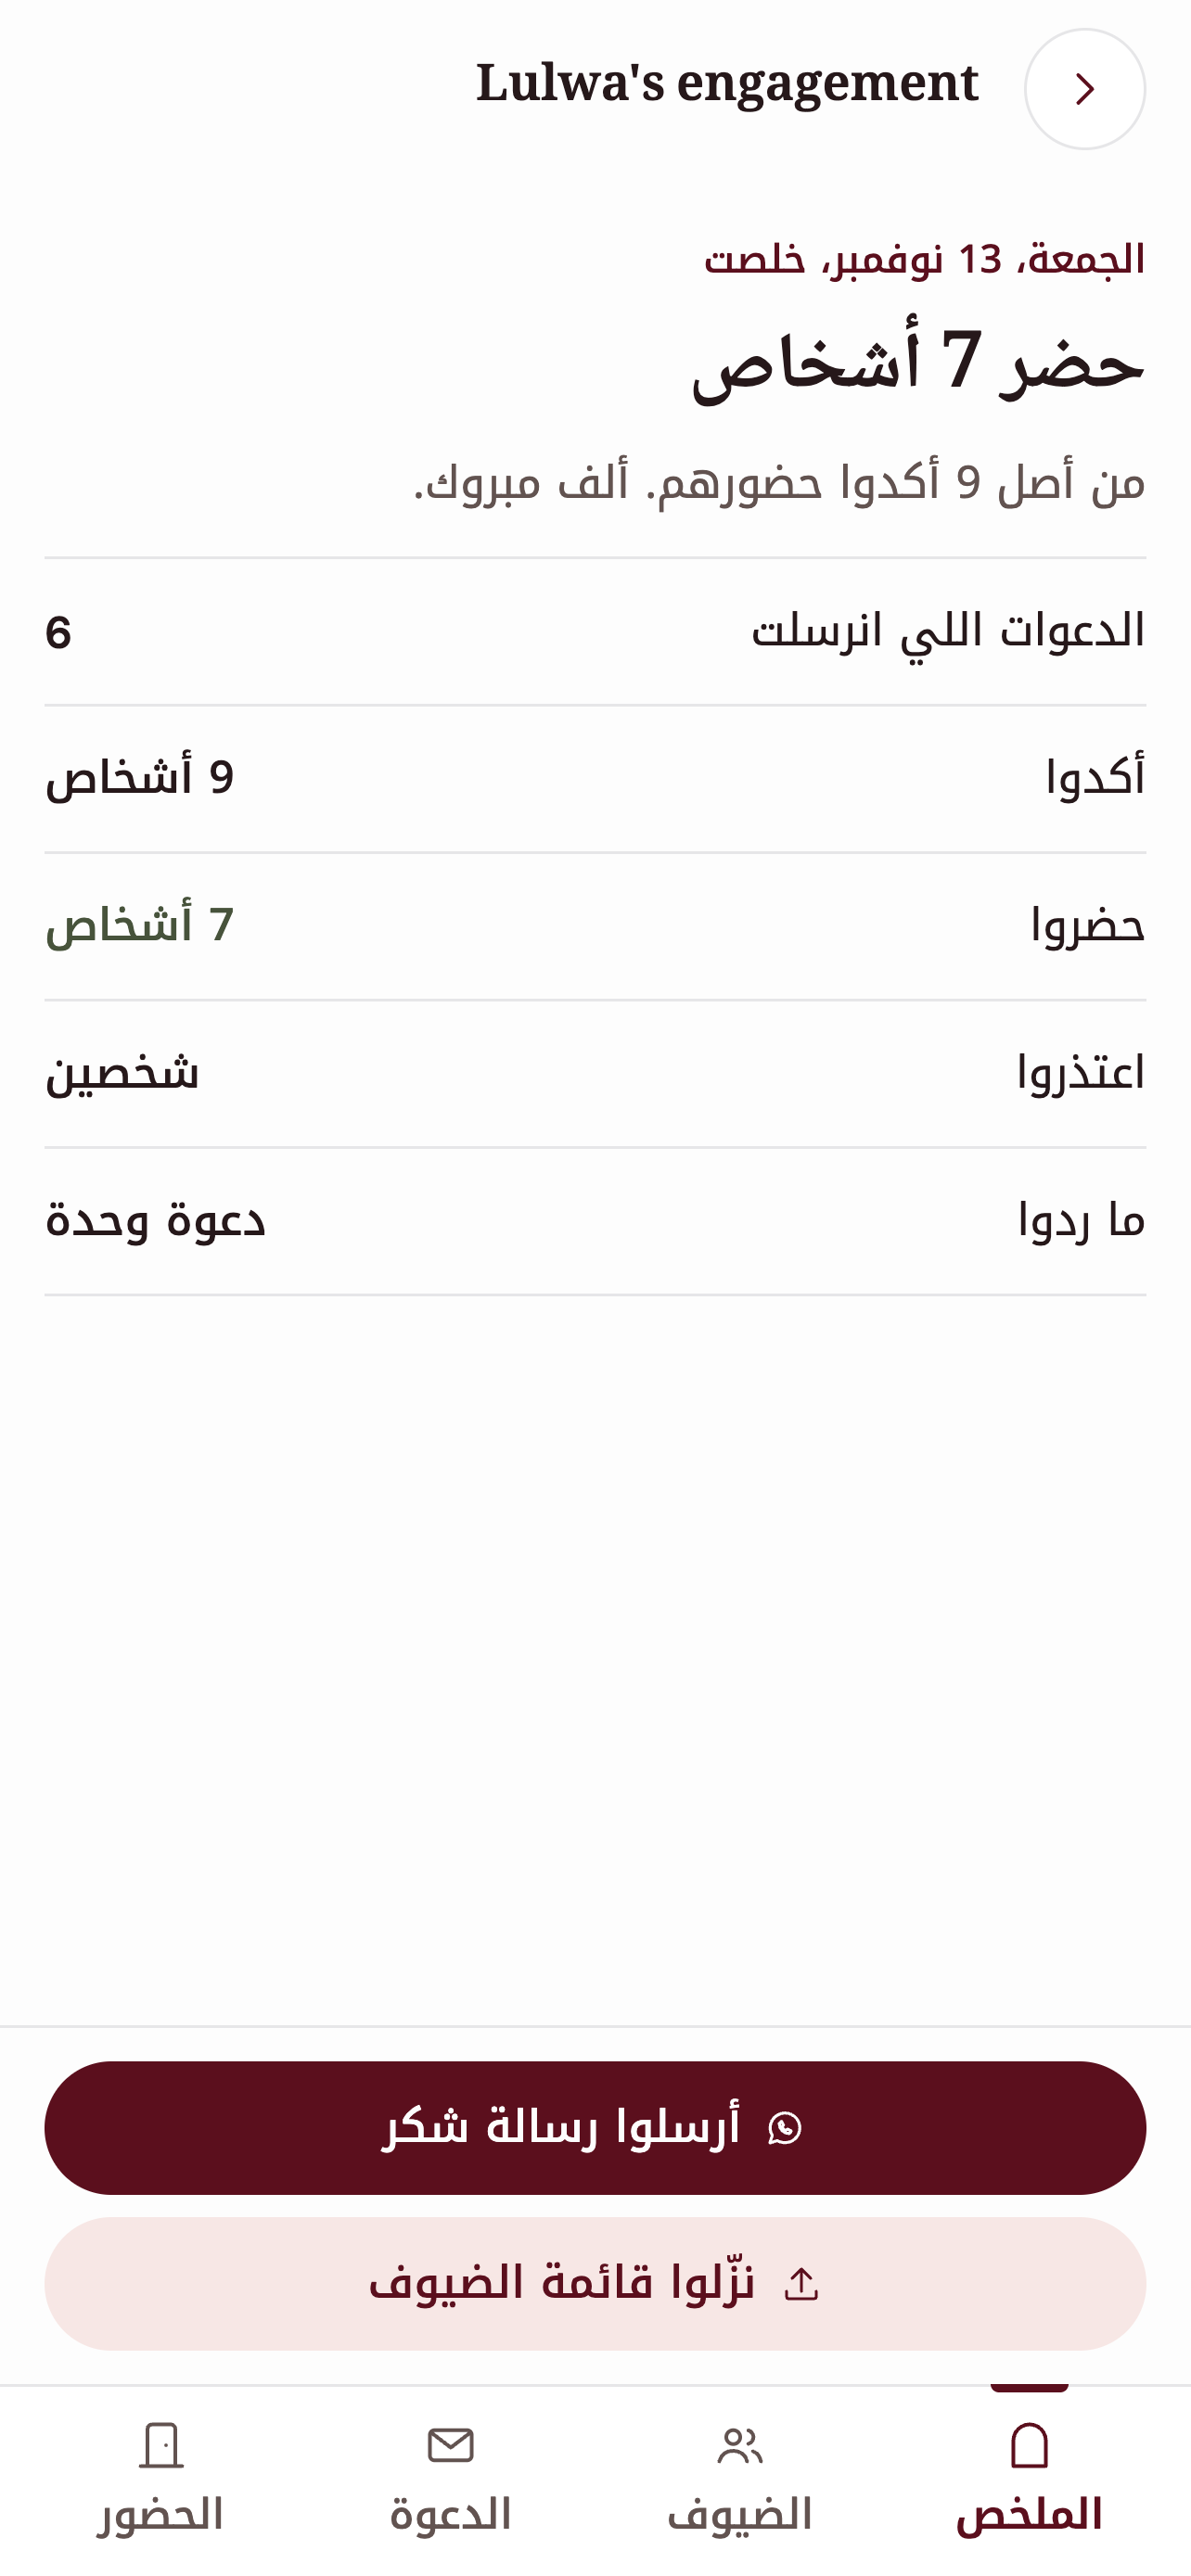 Lulwa's engagement
الجمعة، 13 نوفمبر، خلصت
حضر 7 أشخاص
من أصل 9 أكدوا حضورهم. ألف مبروك.
الدعوات اللي انرسلت 6
أكدوا 9 أشخاص
حضروا 7 أشخاص
اعتذروا شخصين
ما ردوا دعوة وحدة
أرسلوا رسالة شكر
نزّلوا قائمة الضيوف
الملخص الضيوف الدعوة الحضور